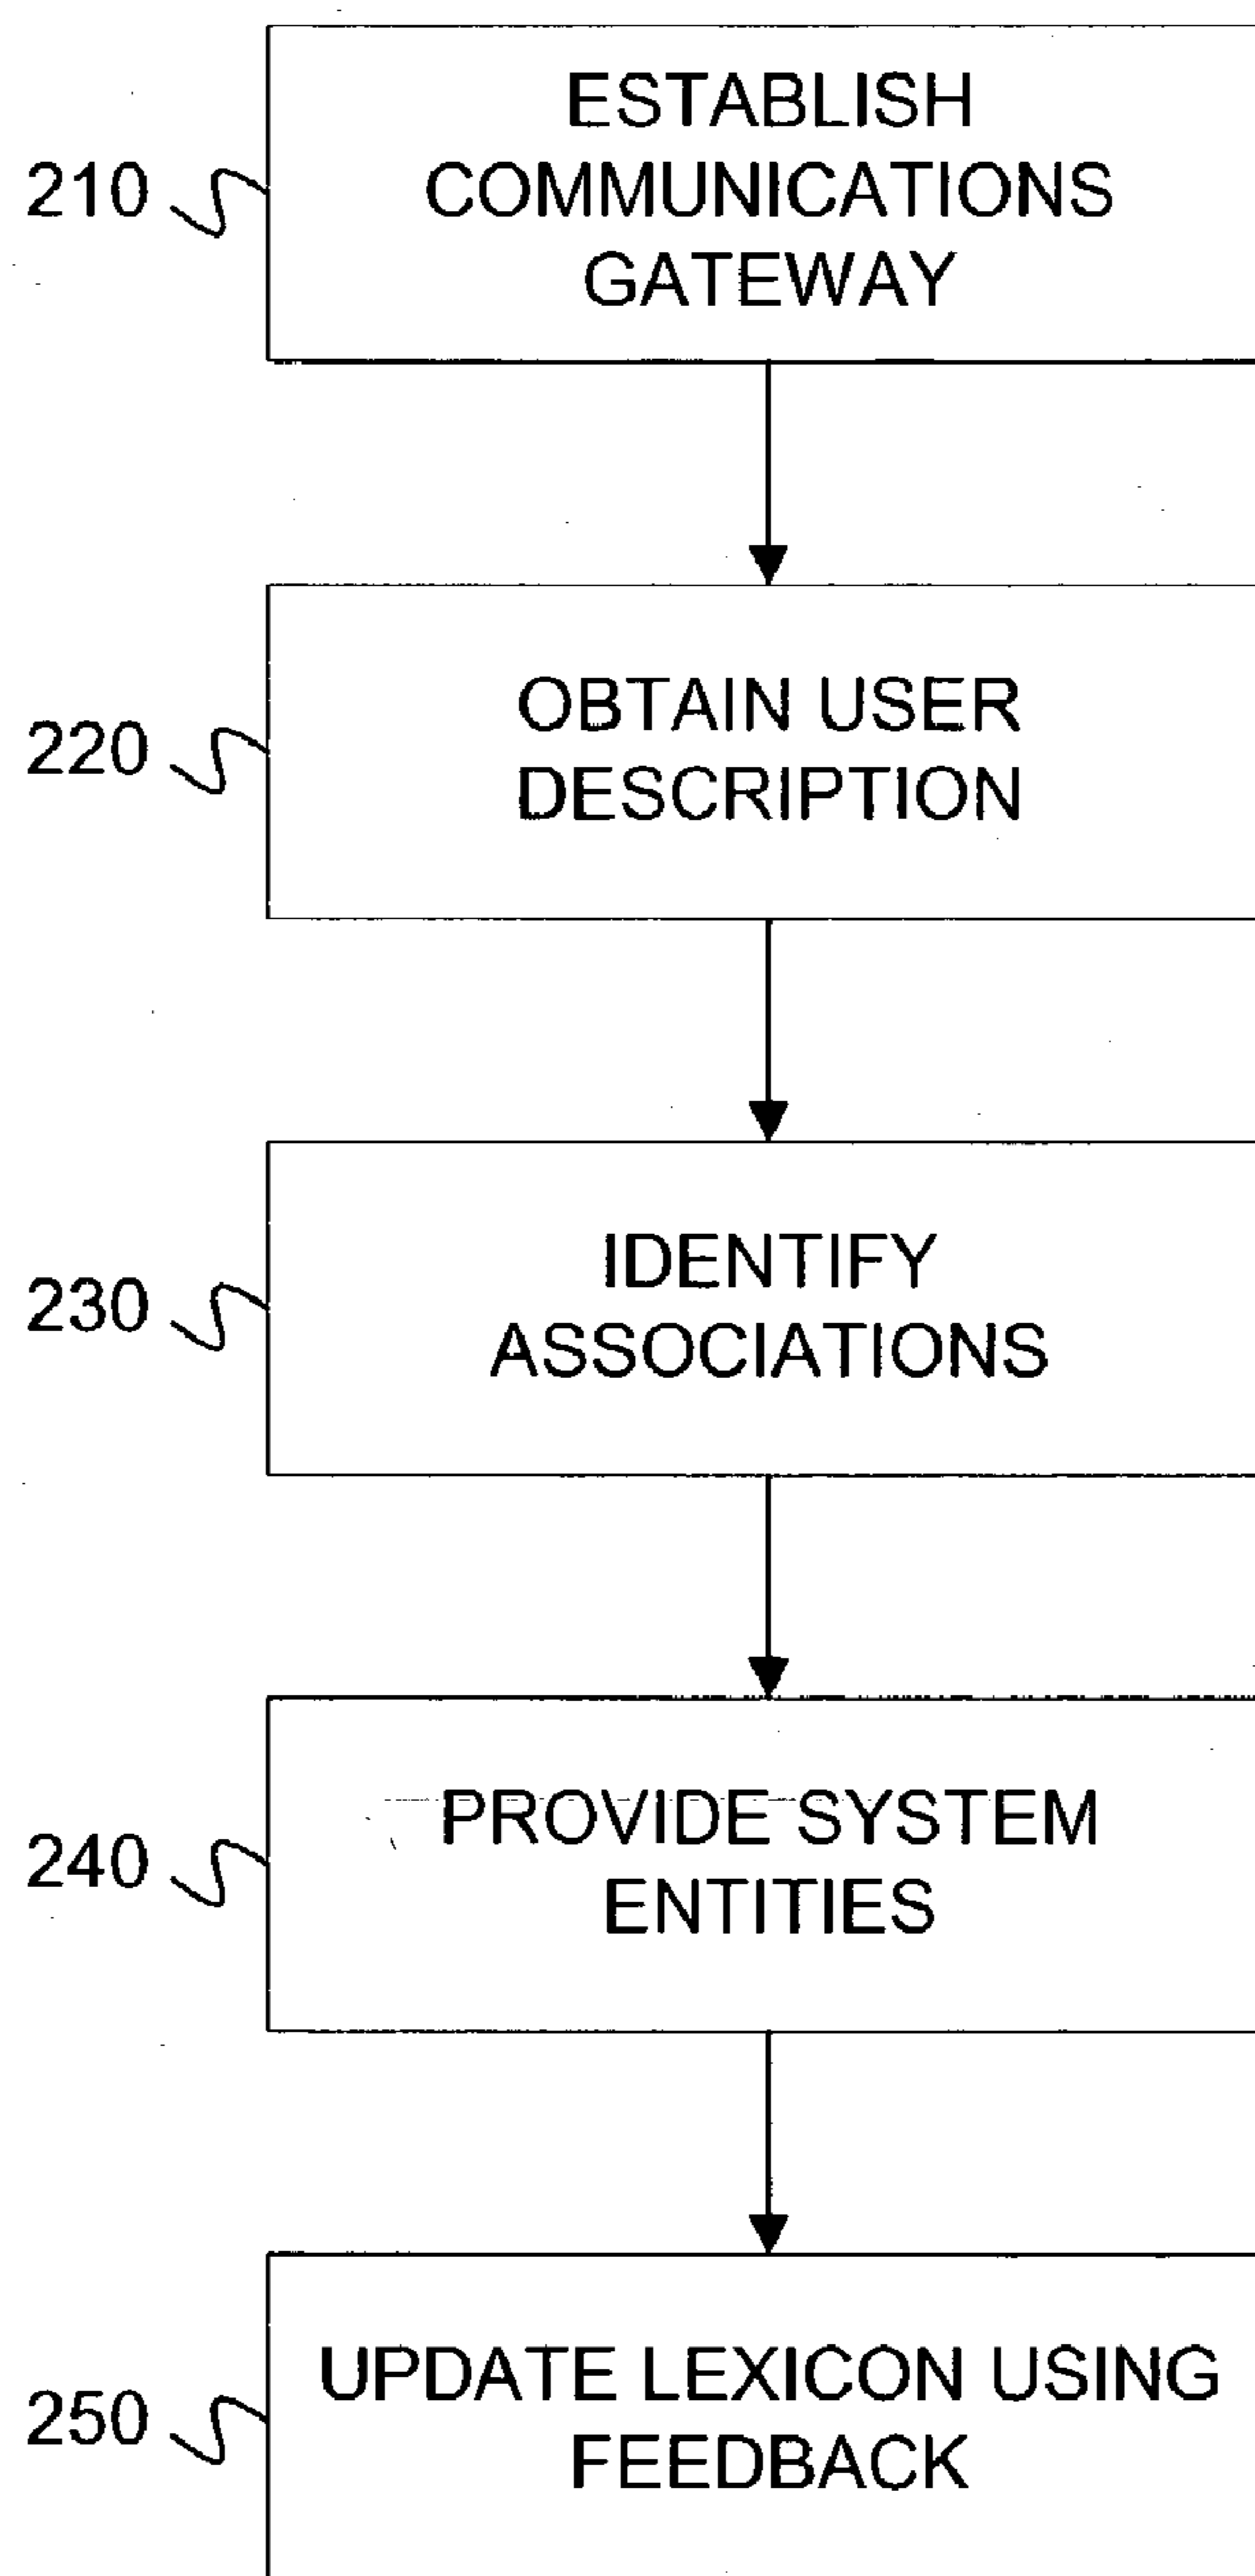 210
ESTABLISH
COMMUNICATIONS
GATEWAY
220
OBTAIN USER
DESCRIPTION
230
IDENTIFY
ASSOCIATIONS
240
PROVIDE SYSTEM
ENTITIES
250
UPDATE LEXICON USING
FEEDBACK